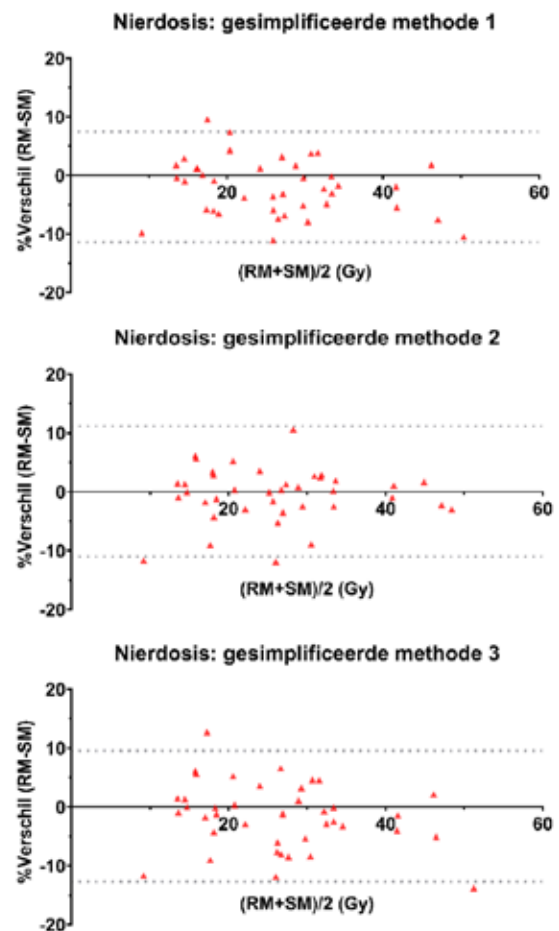 Nierdosis: gesimplificeerde methode 1
%Verschil (RM-SM)
20
10
0
-10
-20
20
40
60
(RM+SM)/2 (Gy)
Nierdosis: gesimplificeerde methode 2
%Verschil (RM-SM)
20
10
0
-10
-20
20
40
60
(RM+SM)/2 (Gy)
Nierdosis: gesimplificeerde methode 3
%Verschil (RM-SM)
20
10
0
-10
-20
20
40
60
(RM+SM)/2 (Gy)